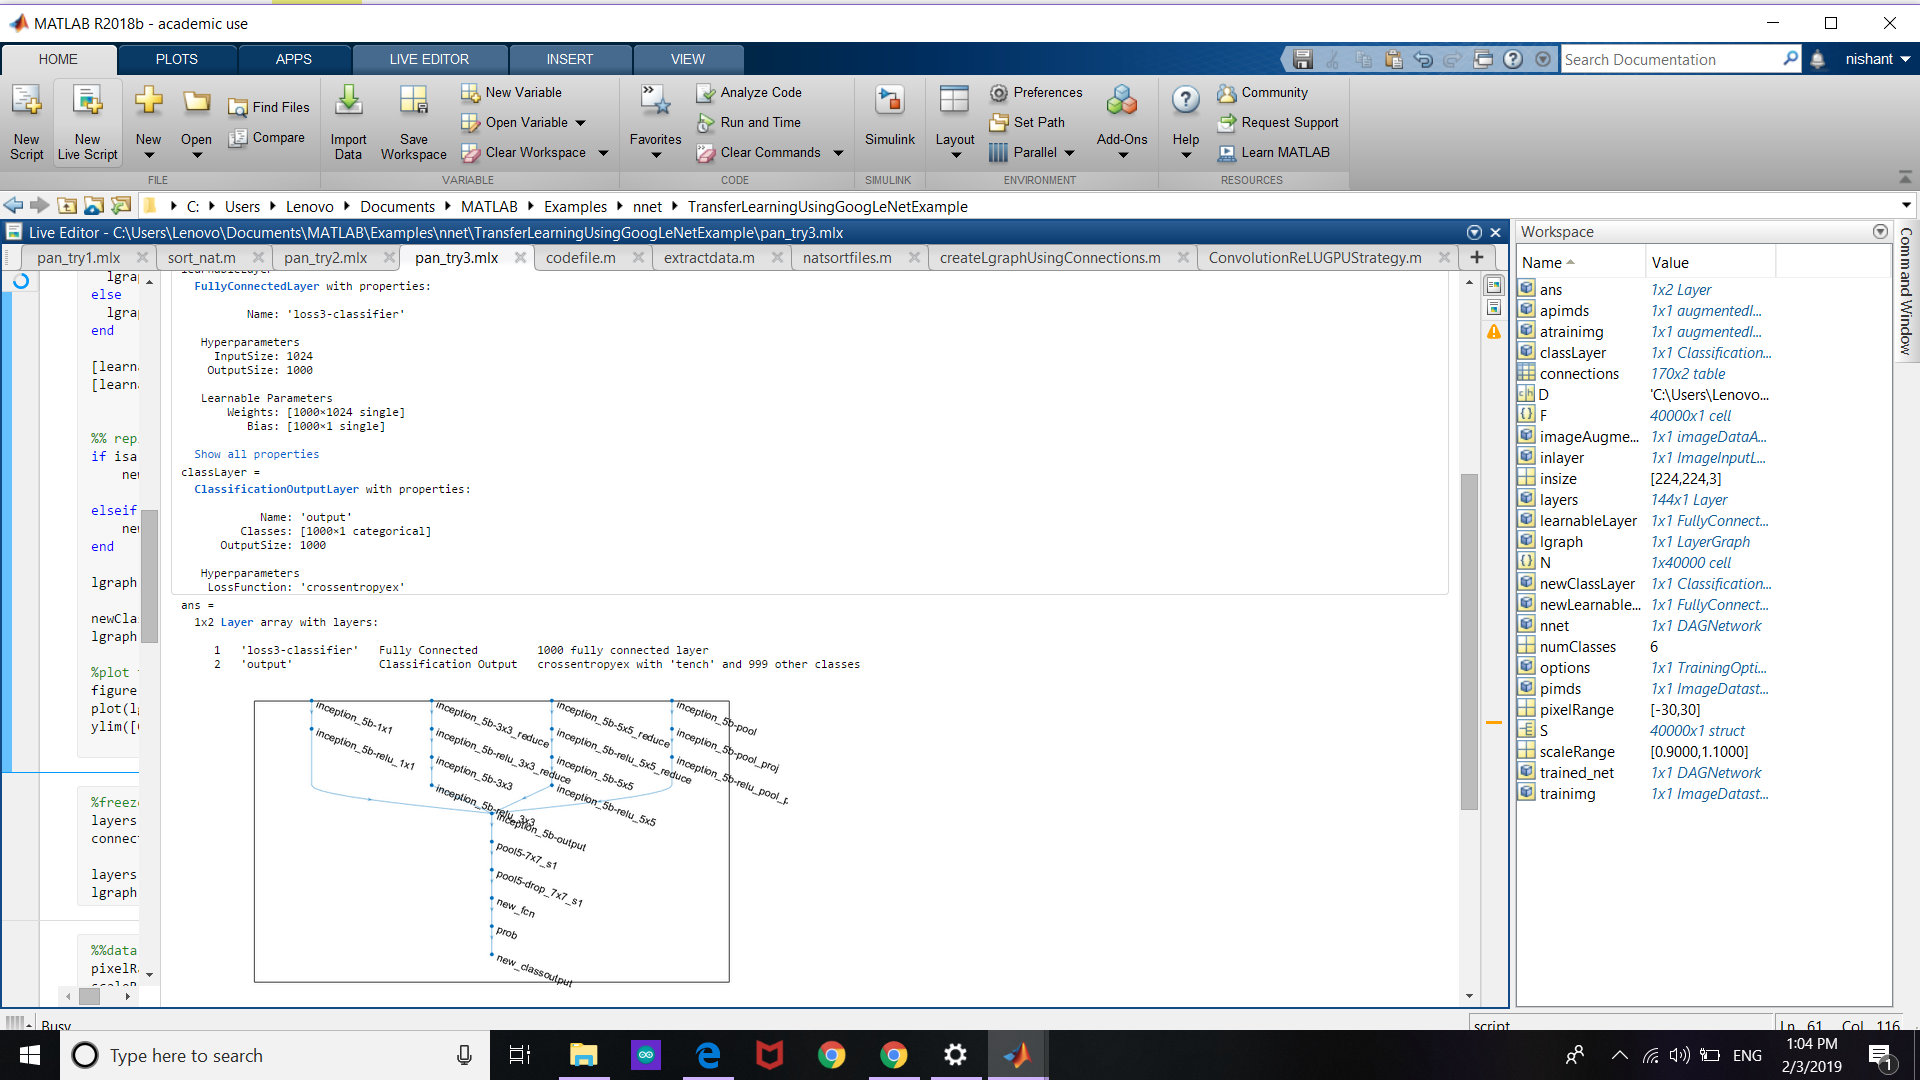 MATLAB R2018b - academic use
HOME PLOTS APPS LIVE EDITOR INSERT VIEW
Search Documentation
nishant
New Script
New Live Script
New
Open
Find Files
Compare
FILE
Import Data
Save Workspace
New Variable
Open Variable
Clear Workspace
VARIABLE
Favorites
Analyze Code
Run and Time
Clear Commands
CODE
Simulink
SIMULINK
Layout
Preferences
Set Path
Parallel
Add-Ons
ENVIRONMENT
Help
Community
Request Support
Learn MATLAB
RESOURCES
C: Users Lenovo Documents MATLAB Examples nnet TransferLearningUsingGoogLeNetExample
Live Editor - C:\Users\Lenovo\Documents\MATLAB\Examples\nnet\TransferLearningUsingGoogLeNetExample\pan_try3.mlx
pan_try1.mlx sort_nat.m pan_try2.mlx pan_try3.mlx codefile.m extractdata.m natsortfiles.m createLgraphUsingConnections.m ConvolutionReLUGPUStrategy.m
lgra
else
lgra
end
[learn
[learn
%% rep
if isa
ne
elseif
ne
end
lgraph
newCla
lgraph
%plot
figure
plot(l
ylim([
%freez
layers
connec
layers
lgraph
%%data
pixelR
learnableLayer
FullyConnectedLayer with properties:
Name: 'loss3-classifier'
Hyperparameters
InputSize: 1024
OutputSize: 1000
Learnable Parameters
Weights: [1000×1024 single]
Bias: [1000×1 single]
Show all properties
classLayer =
ClassificationOutputLayer with properties:
Name: 'output'
Classes: [1000×1 categorical]
OutputSize: 1000
Hyperparameters
LossFunction: 'crossentropyex'
ans =
1x2 Layer array with layers:
1 'loss3-classifier' Fully Connected 1000 fully connected layer
2 'output' Classification Output crossentropyex with 'tench' and 999 other classes
inception_5b-1x1
inception_5b-relu_1x1
inception_5b-3x3_reduce
inception_5b-relu_3x3_reduce
inception_5b-3x3
inception_5b-relu_3x3
inception_5b-5x5_reduce
inception_5b-relu_5x5_reduce
inception_5b-5x5
inception_5b-relu_5x5
inception_5b-pool
inception_5b-pool_proj
inception_5b-relu_pool_p
inception_5b-output
pool5-7x7_s1
pool5-drop_7x7_s1
new_fcn
prob
new_classoutput
Workspace
Name Value
ans 1x2 Layer
apimds 1x1 augmentedI...
atrainimg 1x1 augmentedI...
classLayer 1x1 Classification...
connections 170x2 table
D 'C:\Users\Lenovo...
F 40000x1 cell
imageAugme... 1x1 imageDataA...
inlayer 1x1 ImageInputL...
insize [224,224,3]
layers 144x1 Layer
learnableLayer 1x1 FullyConnect...
lgraph 1x1 LayerGraph
N 1x40000 cell
newClassLayer 1x1 Classification...
newLearnable... 1x1 FullyConnect...
nnet 1x1 DAGNetwork
numClasses 6
options 1x1 TrainingOpti...
pimds 1x1 ImageDatast...
pixelRange [-30,30]
S 40000x1 struct
scaleRange [0.9000,1.1000]
trained_net 1x1 DAGNetwork
trainimg 1x1 ImageDatast...
Command Window
Busy
script
Ln 61 Col 116
Type here to search
ENG
1:04 PM
2/3/2019
1